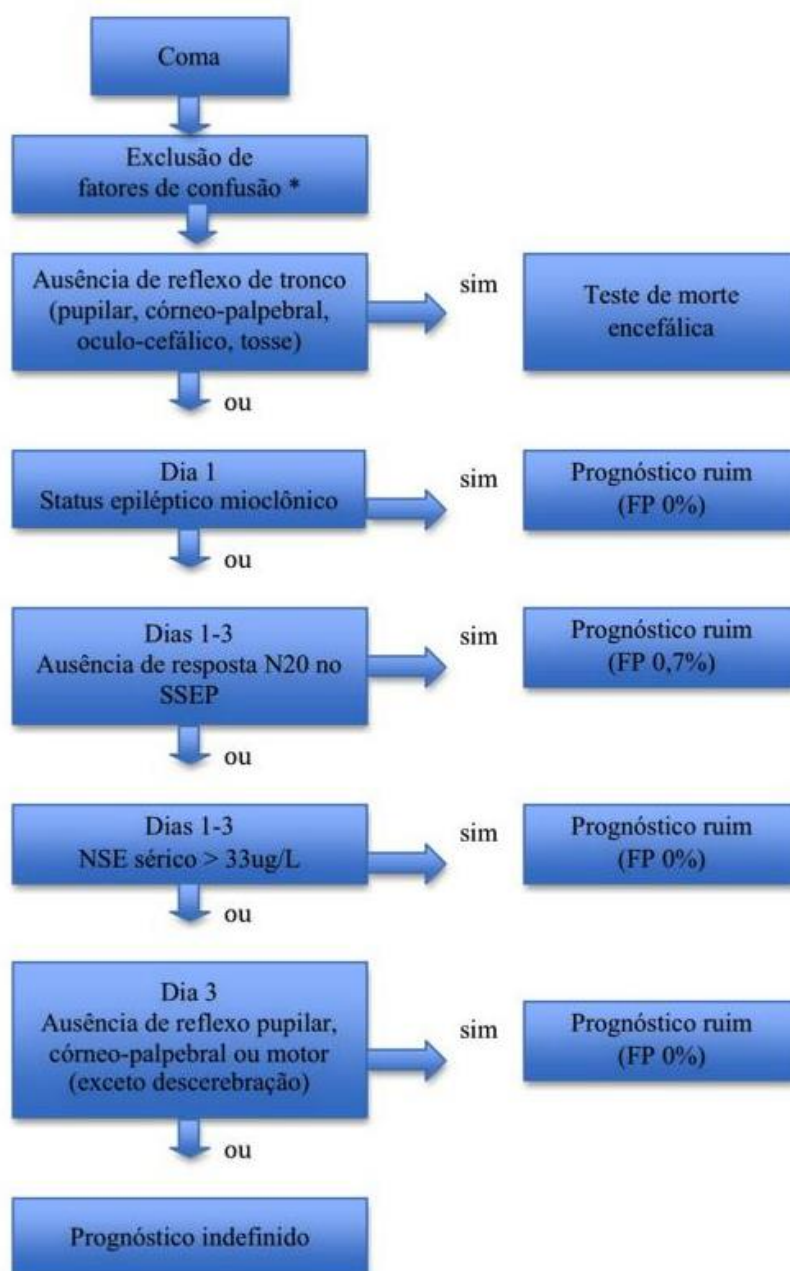 Coma
Exclusão de
fatores de confusão *
Ausência de reflexo de tronco
(pupilar, córneo-palpebral,
oculo-cefálico, tosse)
sim
Teste de morte
encefálica
ou
Dia 1
Status epiléptico mioclônico
sim
Prognóstico ruim
(FP 0%)
ou
Dias 1-3
Ausência de resposta N20 no
SSEP
sim
Prognóstico ruim
(FP 0,7%)
ou
Dias 1-3
NSE sérico > 33ug/L
sim
Prognóstico ruim
(FP 0%)
ou
Dia 3
Ausência de reflexo pupilar,
córneo-palpebral ou motor
(exceto descerebração)
sim
Prognóstico ruim
(FP 0%)
ou
Prognóstico indefinido